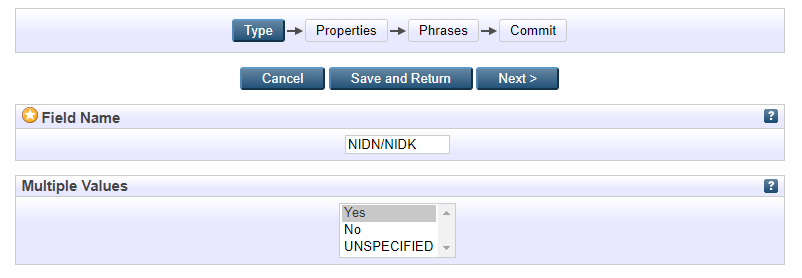 Type Properties Phrases Commit
Cancel Save and Return Next >
Field Name ?
NIDN/NIDK
Multiple Values ?
Yes
No
UNSPECIFIED